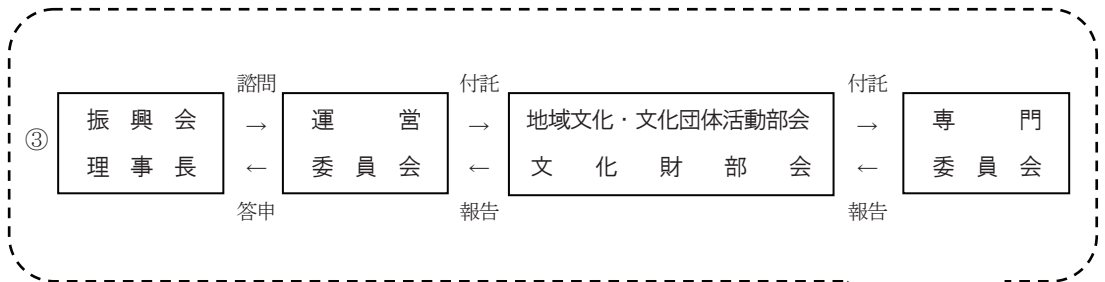 諮問 付託 付託
振興会 → 運営 → 地域文化・文化団体活動部会 → 専門
③
理事長 ← 委員会 ← 文化財部会 ← 委員会
答申 報告 報告